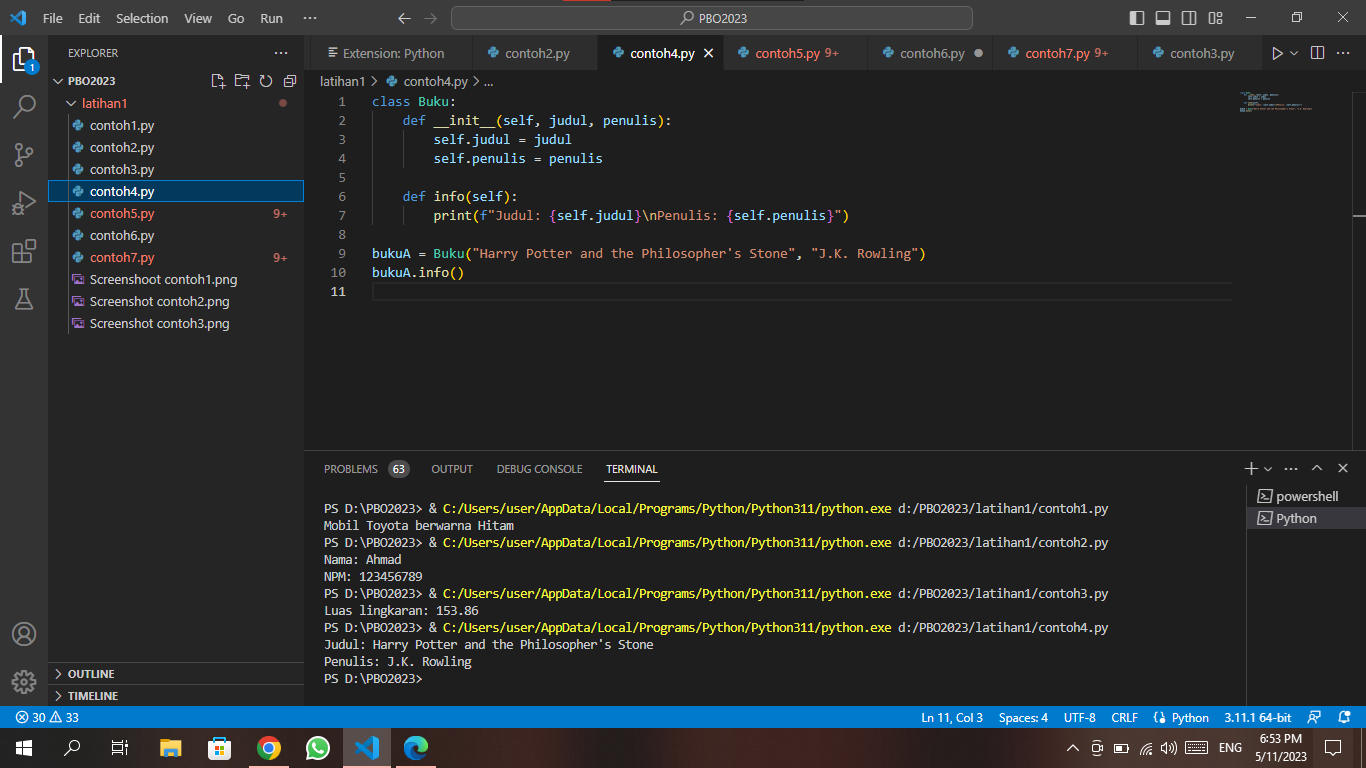 File Edit Selection View Go Run ··· PBO2023
EXPLORER
PBO2023
latihan1
contoh1.py
contoh2.py
contoh3.py
contoh4.py
contoh5.py 9+
contoh6.py
contoh7.py 9+
Screenshoot contoh1.png
Screenshot contoh2.png
Screenshot contoh3.png
OUTLINE
TIMELINE
1
Extension: Python contoh2.py contoh4.py contoh5.py 9+ contoh6.py contoh7.py 9+ contoh3.py
latihan1 > contoh4.py > ...
1 class Buku:
2     def __init__(self, judul, penulis):
3         self.judul = judul
4         self.penulis = penulis
5
6     def info(self):
7         print(f"Judul: {self.judul}\nPenulis: {self.penulis}")
8
9 bukuA = Buku("Harry Potter and the Philosopher's Stone", "J.K. Rowling")
10 bukuA.info()
11
PROBLEMS 63 OUTPUT DEBUG CONSOLE TERMINAL
PS D:\PBO2023> & C:/Users/user/AppData/Local/Programs/Python/Python311/python.exe d:/PBO2023/latihan1/contoh1.py
Mobil Toyota berwarna Hitam
PS D:\PBO2023> & C:/Users/user/AppData/Local/Programs/Python/Python311/python.exe d:/PBO2023/latihan1/contoh2.py
Nama: Ahmad
NPM: 123456789
PS D:\PBO2023> & C:/Users/user/AppData/Local/Programs/Python/Python311/python.exe d:/PBO2023/latihan1/contoh3.py
Luas lingkaran: 153.86
PS D:\PBO2023> & C:/Users/user/AppData/Local/Programs/Python/Python311/python.exe d:/PBO2023/latihan1/contoh4.py
Judul: Harry Potter and the Philosopher's Stone
Penulis: J.K. Rowling
PS D:\PBO2023>
powershell
Python
30 33 Ln 11, Col 3 Spaces: 4 UTF-8 CRLF Python 3.11.1 64-bit
ENG 6:53 PM
5/11/2023